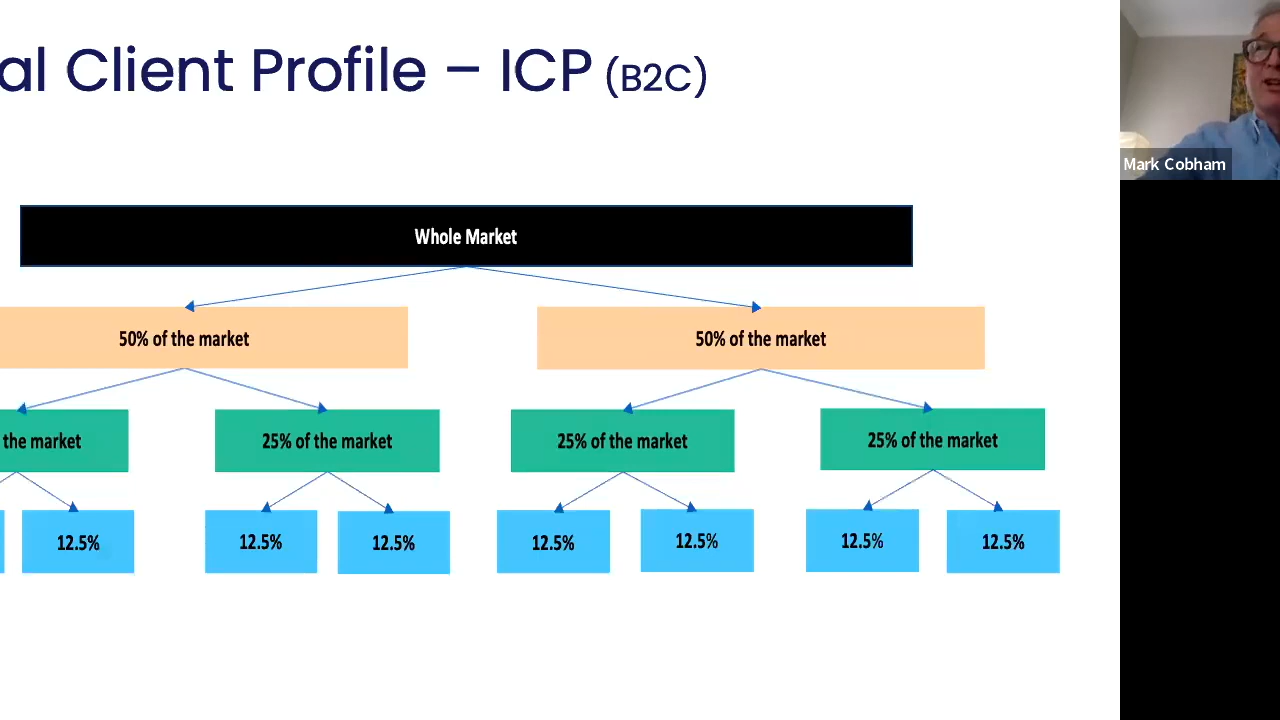 al Client Profile – ICP (B2C)
Mark Cobham
Whole Market
50% of the market
50% of the market
the market
25% of the market
25% of the market
25% of the market
12.5%
12.5%
12.5%
12.5%
12.5%
12.5%
12.5%